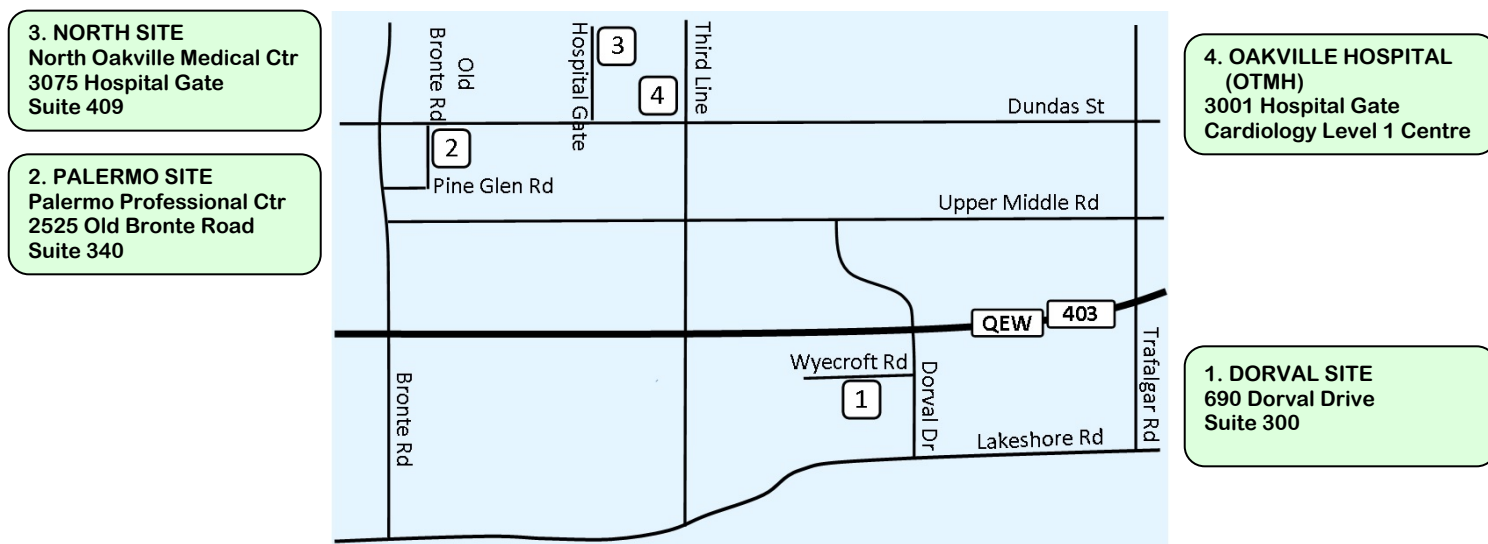 3. NORTH SITE
North Oakville Medical Ctr
3075 Hospital Gate
Suite 409
2. PALERMO SITE
Palermo Professional Ctr
2525 Old Bronte Road
Suite 340
Old
Bronte Rd
Hospital Gate
3
Third Line
4
Dundas St
2
Pine Glen Rd
Upper Middle Rd
QEW
403
Wyecroft Rd
1
Dorval Dr
Trafalgar Rd
Bronte Rd
Lakeshore Rd
4. OAKVILLE HOSPITAL
(OTMH)
3001 Hospital Gate
Cardiology Level 1 Centre
1. DORVAL SITE
690 Dorval Drive
Suite 300